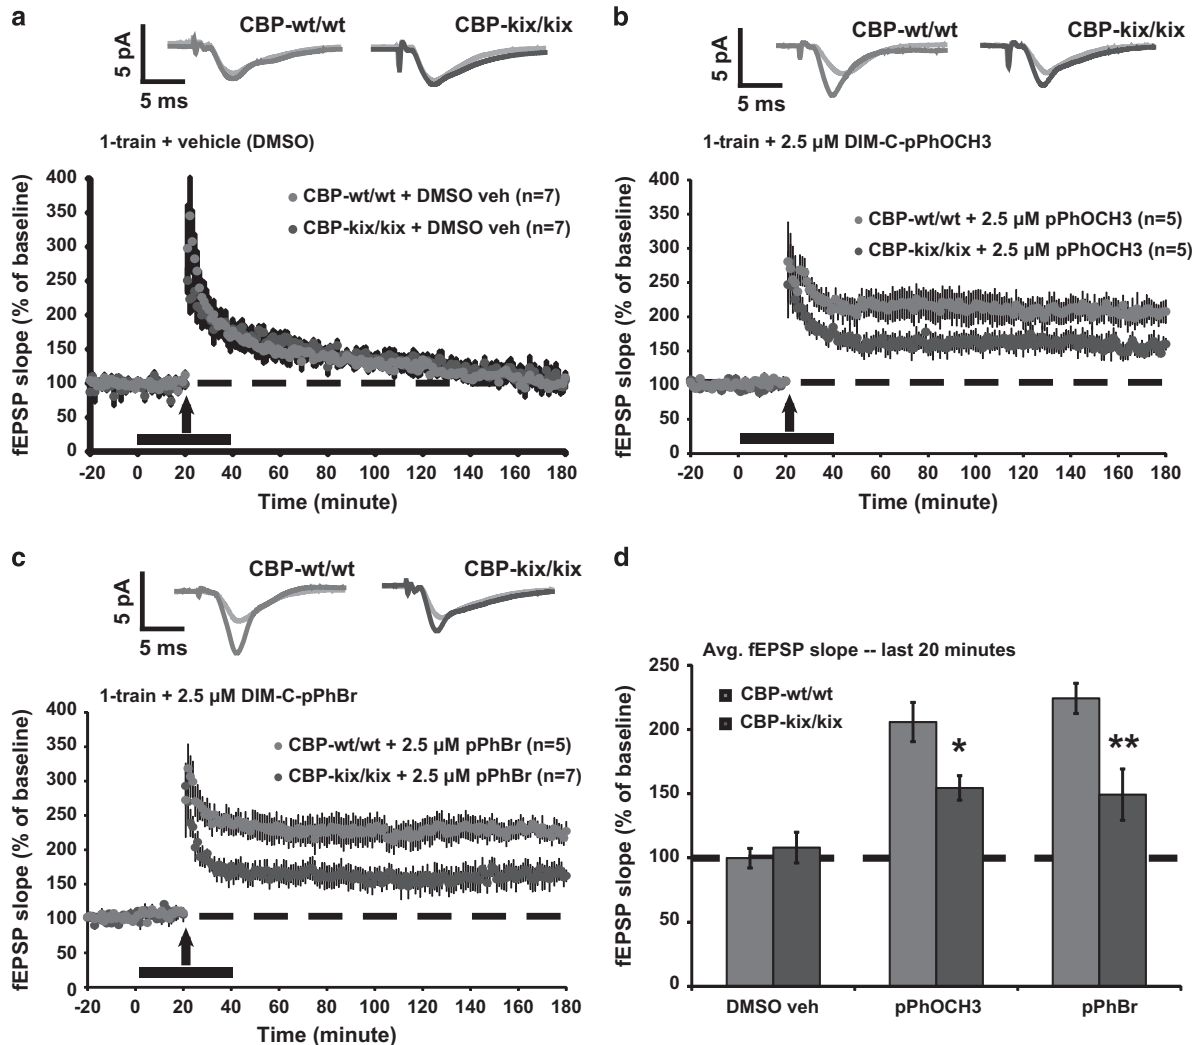 a
CBP-wt/wt
CBP-kix/kix
5 pA
5 ms
1-train + vehicle (DMSO)
CBP-wt/wt + DMSO veh (n=7)
CBP-kix/kix + DMSO veh (n=7)
fEPSP slope (% of baseline)
400
350
300
250
200
150
100
50
0
-20 0 20 40 60 80 100 120 140 160 180
Time (minute)
b
CBP-wt/wt
CBP-kix/kix
5 pA
5 ms
1-train + 2.5 µM DIM-C-pPhOCH3
CBP-wt/wt + 2.5 µM pPhOCH3 (n=5)
CBP-kix/kix + 2.5 µM pPhOCH3 (n=5)
fEPSP slope (% of baseline)
400
350
300
250
200
150
100
50
0
-20 0 20 40 60 80 100 120 140 160 180
Time (minute)
c
CBP-wt/wt
CBP-kix/kix
5 pA
5 ms
1-train + 2.5 µM DIM-C-pPhBr
CBP-wt/wt + 2.5 µM pPhBr (n=5)
CBP-kix/kix + 2.5 µM pPhBr (n=7)
fEPSP slope (% of baseline)
400
350
300
250
200
150
100
50
0
-20 0 20 40 60 80 100 120 140 160 180
Time (minute)
d
Avg. fEPSP slope -- last 20 minutes
CBP-wt/wt
CBP-kix/kix
fEPSP slope (% of baseline)
250
200
150
100
50
0
*
**
DMSO veh pPhOCH3 pPhBr